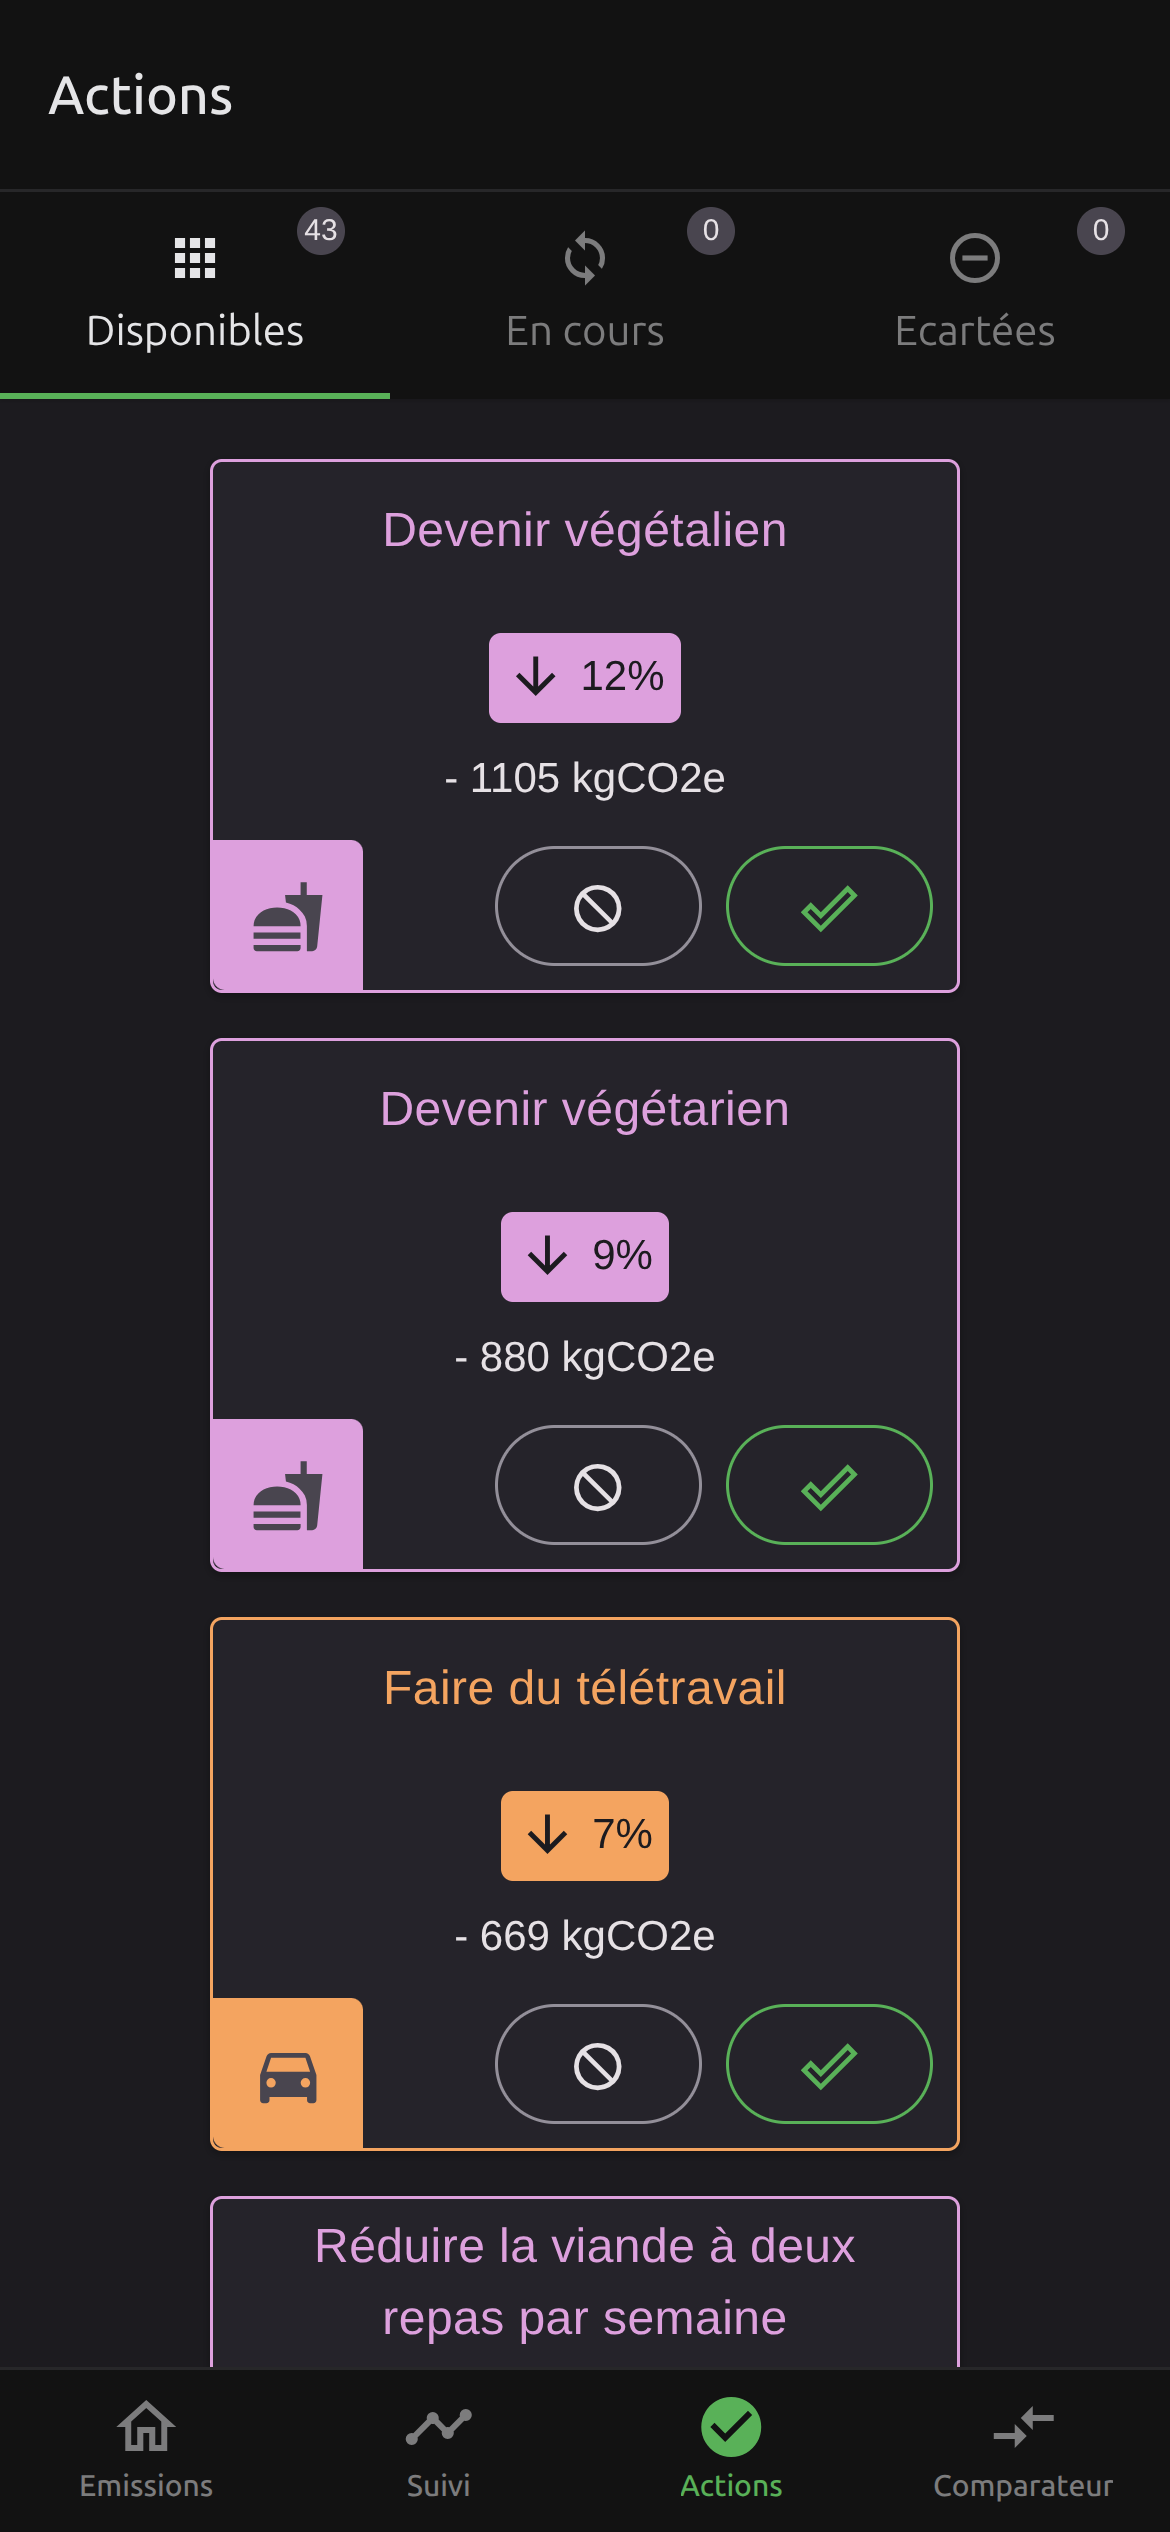 Actions
43
0
0
Disponibles
En cours
Ecartées
Devenir végétalien
12%
- 1105 kgCO2e
Devenir végétarien
9%
- 880 kgCO2e
Faire du télétravail
7%
- 669 kgCO2e
Réduire la viande à deux
repas par semaine
Emissions
Suivi
Actions
Comparateur